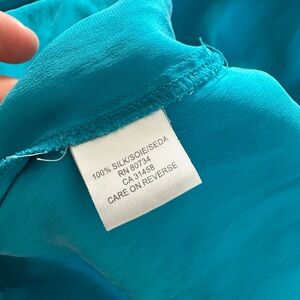 100% SILK/SOIE/SEDA
RN 80734
CA 31458
CARE ON REVERSE